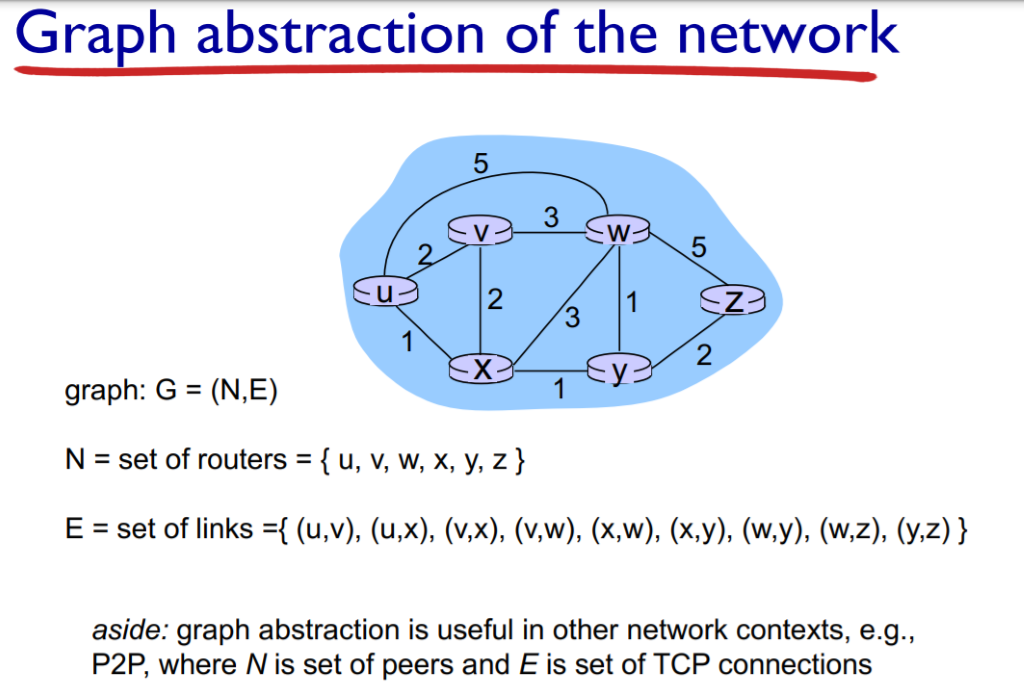 Graph abstraction of the network
5
3
v
w
2
5
u
2
1
z
3
1
2
x
y
1
graph: G = (N,E)
N = set of routers = { u, v, w, x, y, z }
E = set of links ={ (u,v), (u,x), (v,x), (v,w), (x,w), (x,y), (w,y), (w,z), (y,z) }
aside: graph abstraction is useful in other network contexts, e.g.,
P2P, where N is set of peers and E is set of TCP connections